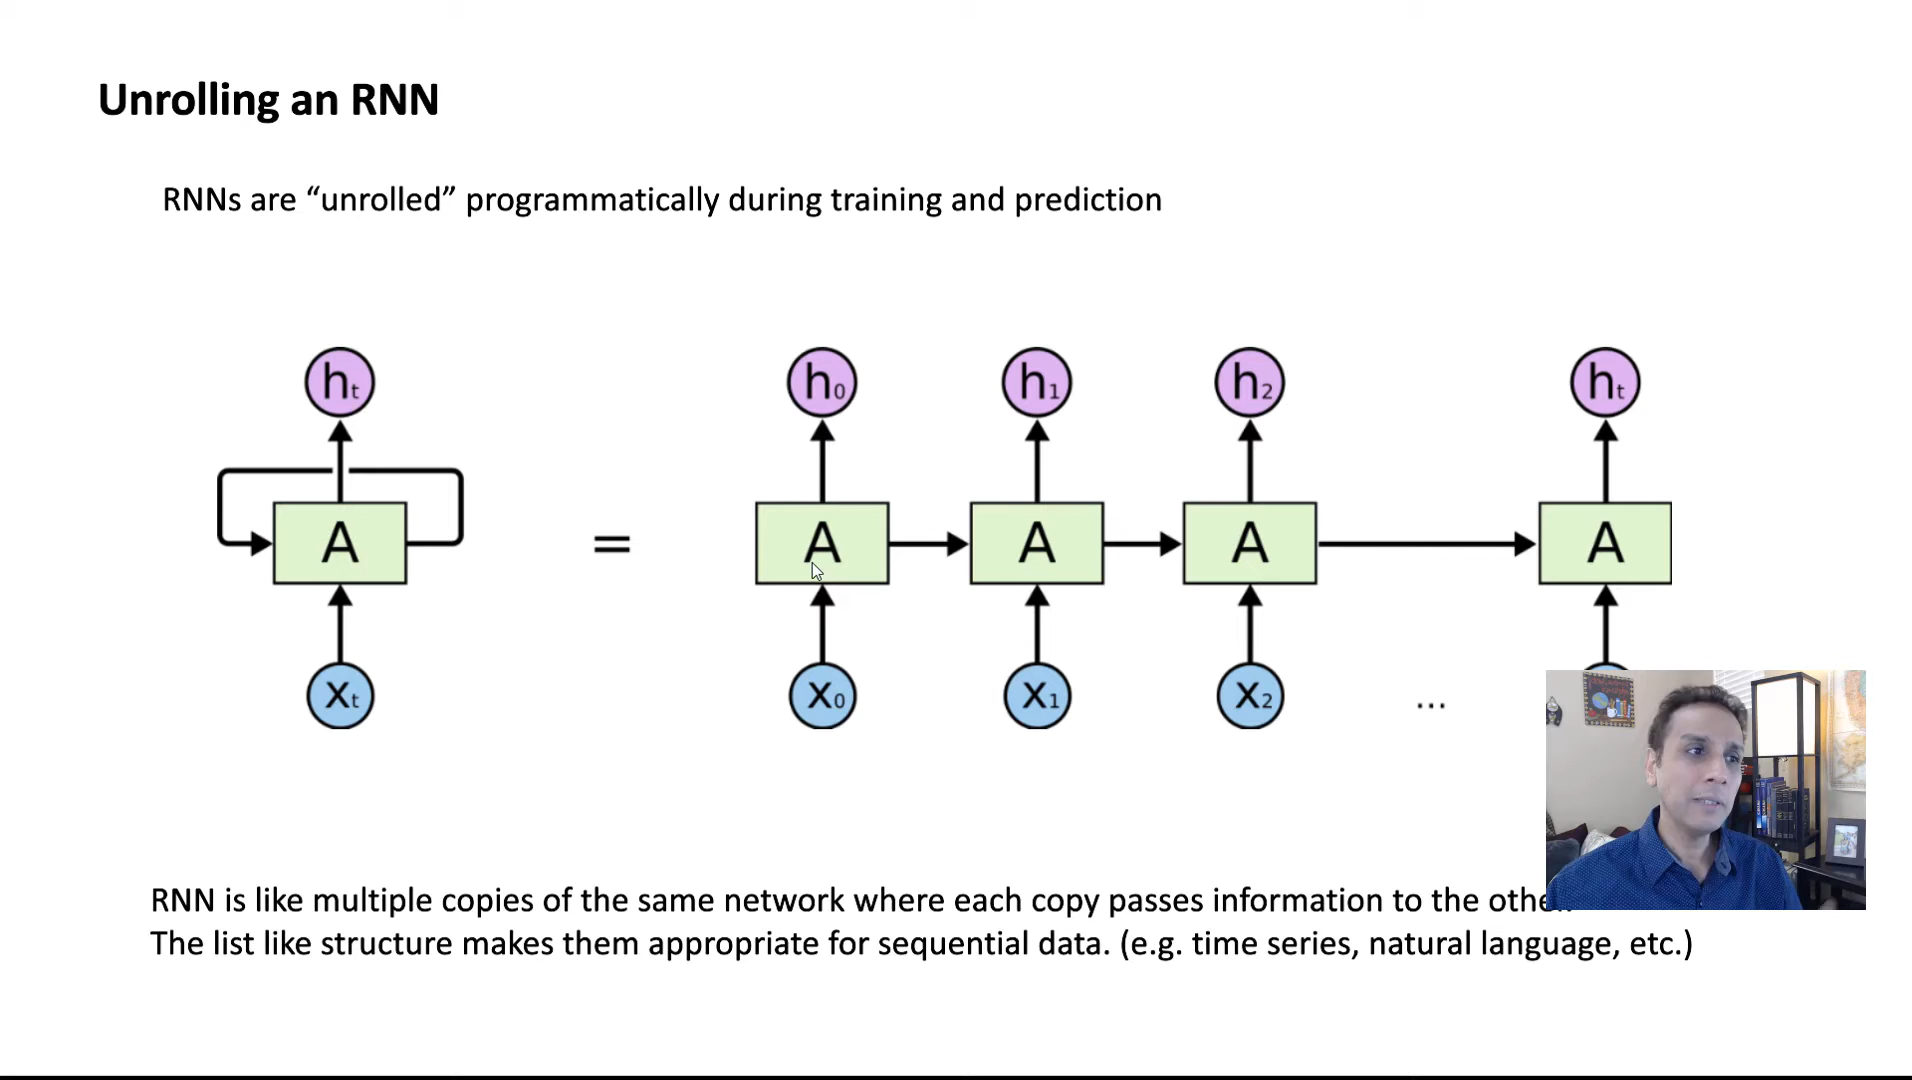 Unrolling an RNN
RNNs are “unrolled” programmatically during training and prediction
ht h0 h1 h2 ht
A = A A A A
xt x0 x1 x2 ...
RNN is like multiple copies of the same network where each copy passes information to the
The list like structure makes them appropriate for sequential data. (e.g. time series, natural language, etc.)